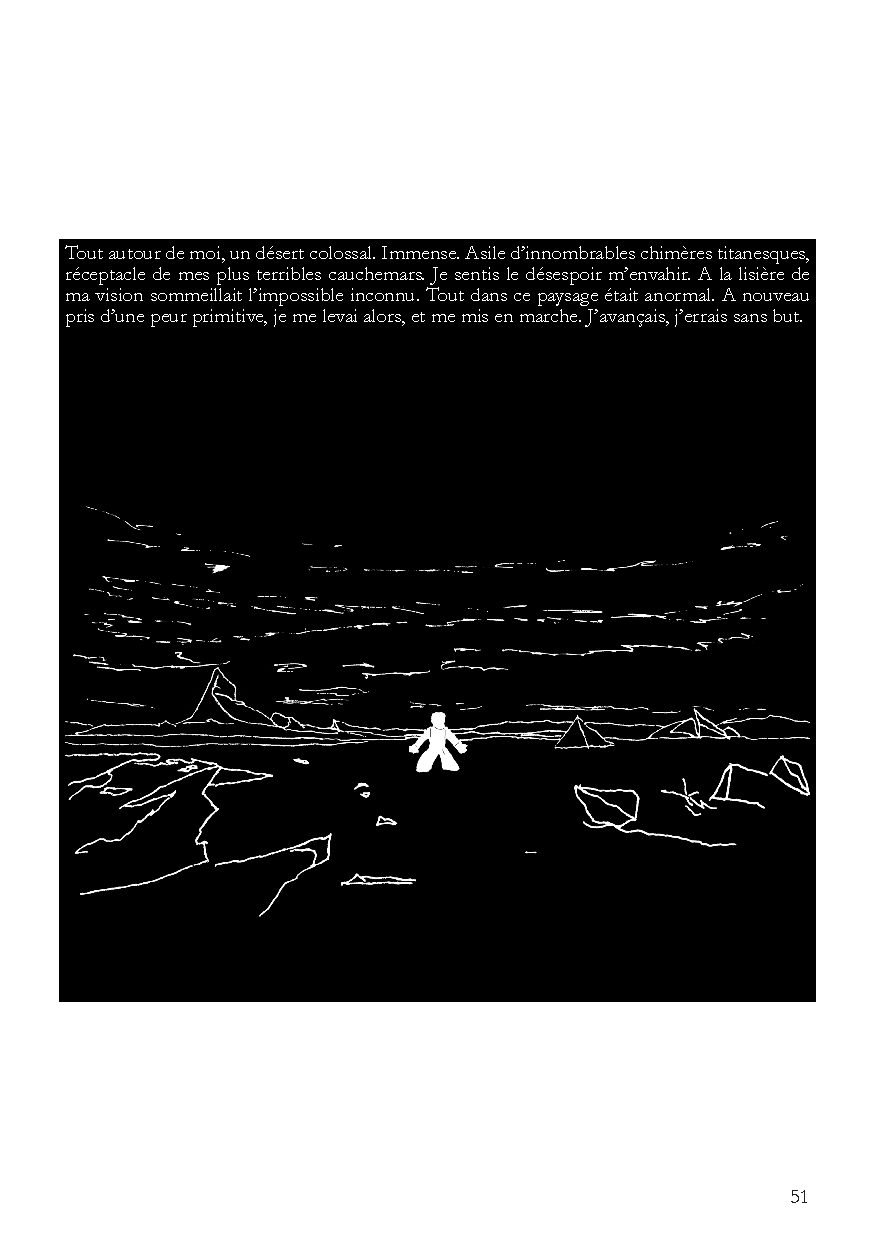 Tout autour de moi, un désert colossal. Immense. Asile d’innombrables chimères titanesques,
réceptacle de mes plus terribles cauchemars. Je sentis le désespoir m’envahir. A la lisière de
ma vision sommeillait l’impossible inconnu. Tout dans ce paysage était anormal. A nouveau
pris d’une peur primitive, je me levai alors, et me mis en marche. J’avançais, j’errais sans but.
51